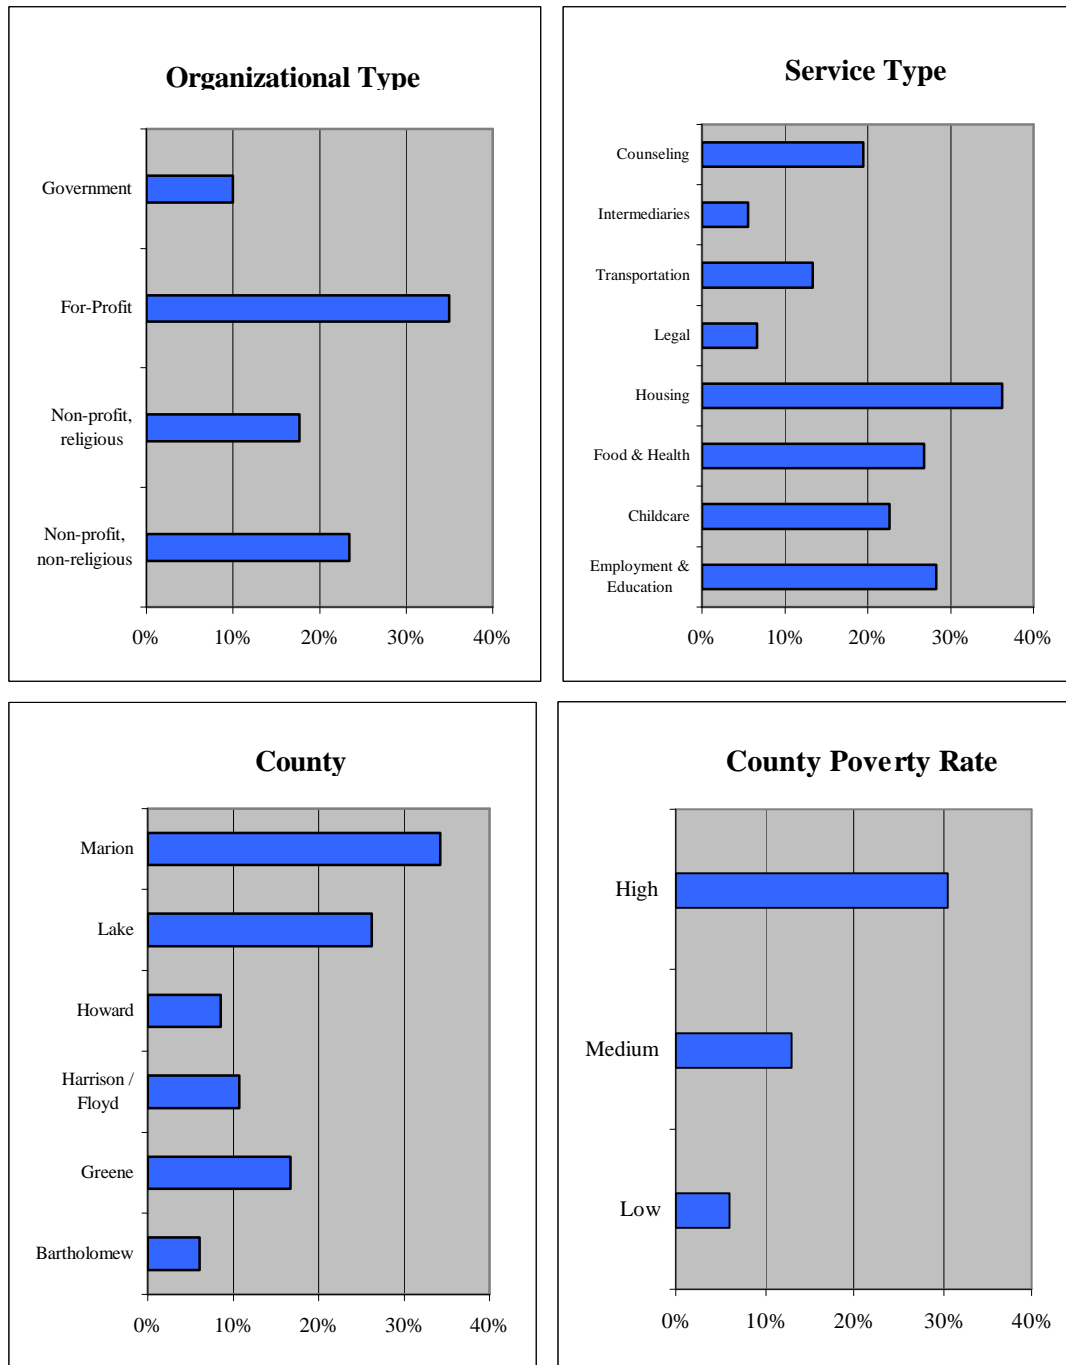 Organizational Type
Government
For-Profit
Non-profit,
religious
Non-profit,
non-religious
0% 10% 20% 30% 40%
Service Type
Counseling
Intermediaries
Transportation
Legal
Housing
Food & Health
Childcare
Employment &
Education
0% 10% 20% 30% 40%
County
Marion
Lake
Howard
Harrison /
Floyd
Greene
Bartholomew
0% 10% 20% 30% 40%
County Poverty Rate
High
Medium
Low
0% 10% 20% 30% 40%